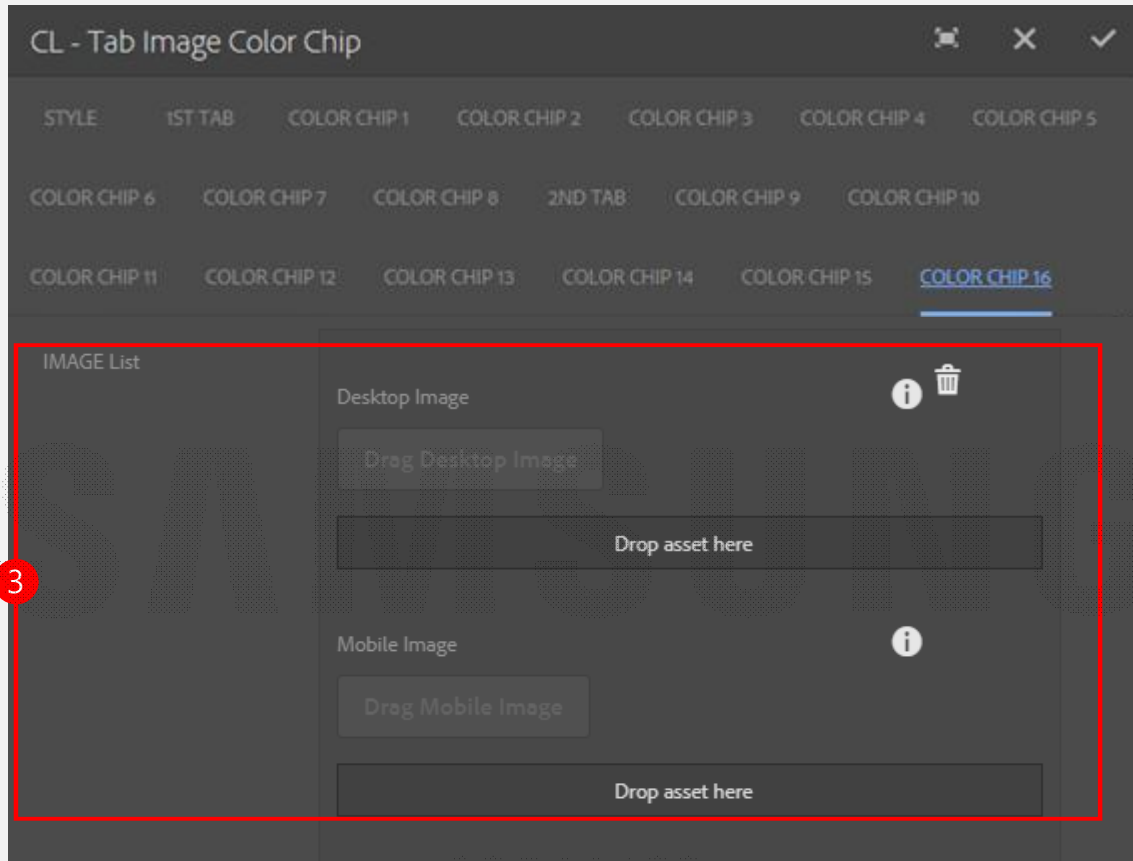 CL - Tab Image Color Chip
STYLE 1ST TAB COLOR CHIP 1 COLOR CHIP 2 COLOR CHIP 3 COLOR CHIP 4 COLOR CHIP 5
COLOR CHIP 6 COLOR CHIP 7 COLOR CHIP 8 2ND TAB COLOR CHIP 9 COLOR CHIP 10
COLOR CHIP 11 COLOR CHIP 12 COLOR CHIP 13 COLOR CHIP 14 COLOR CHIP 15 COLOR CHIP 16
IMAGE List
Desktop Image
Drag Desktop Image
SAMSUNG
Drop asset here
3
Mobile Image
Drag Mobile Image
Drop asset here